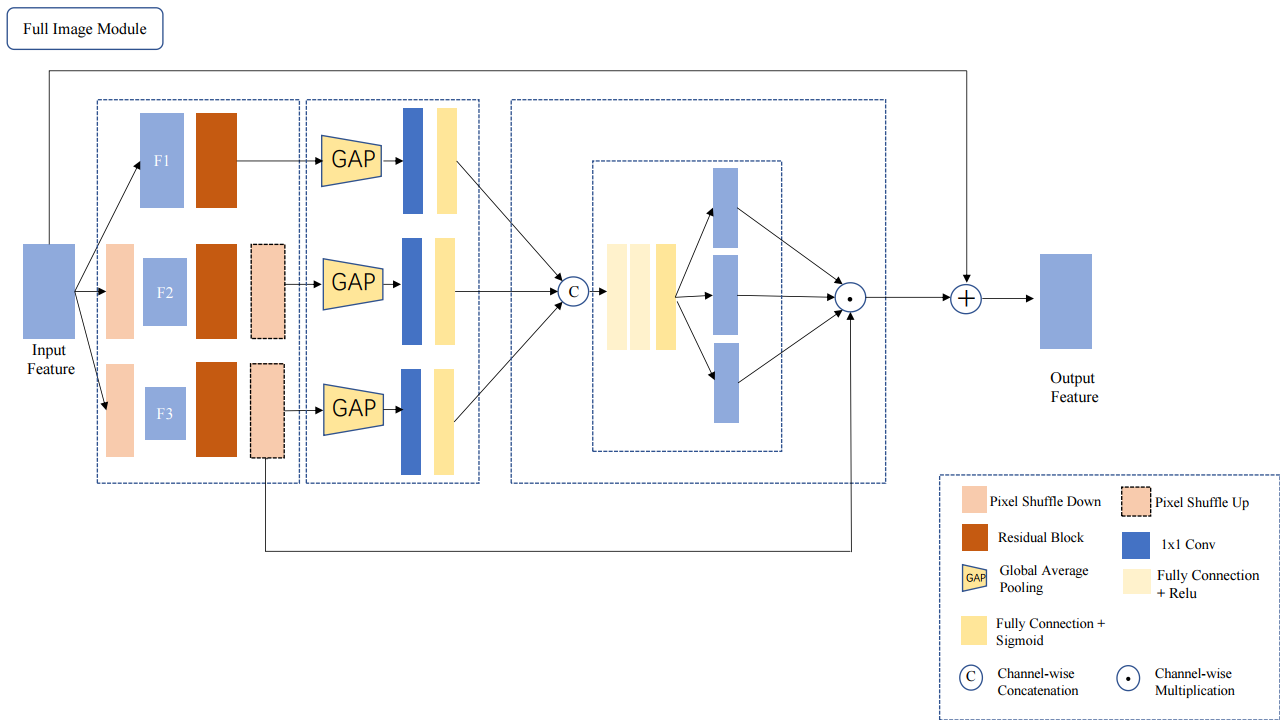 Full Image Module
F1
GAP
F2
GAP
C
Input
Feature
F3
GAP
Output
Feature
Pixel Shuffle Down
Pixel Shuffle Up
Residual Block
1x1 Conv
GAP
Global Average
Pooling
Fully Connection
+ Relu
Fully Connection +
Sigmoid
C
Channel-wise
Concatenation
Channel-wise
Multiplication